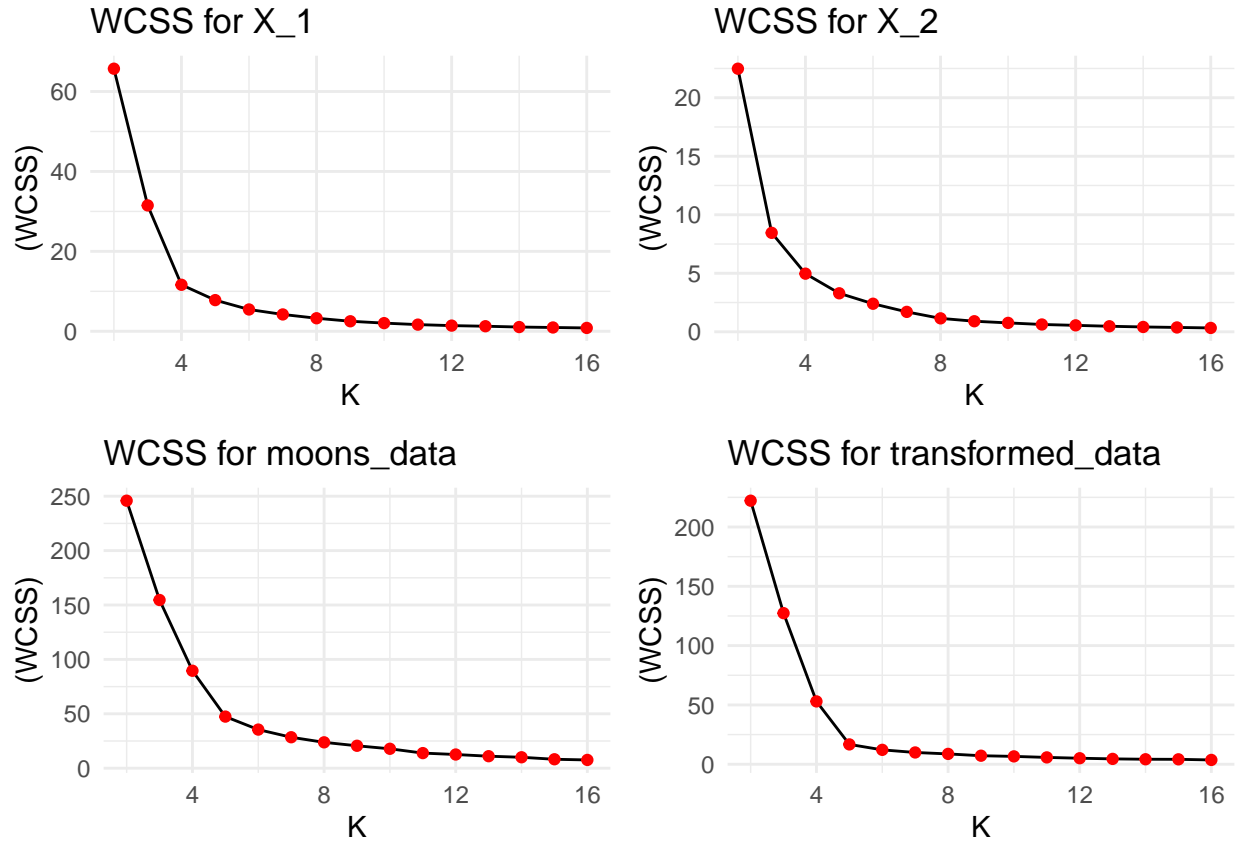 WCSS for X_1
60
40
20
0
(WCSS)
4 8 12 16
K
WCSS for X_2
20
15
10
5
0
(WCSS)
4 8 12 16
K
WCSS for moons_data
250
200
150
100
50
0
(WCSS)
4 8 12 16
K
WCSS for transformed_data
200
150
100
50
0
(WCSS)
4 8 12 16
K